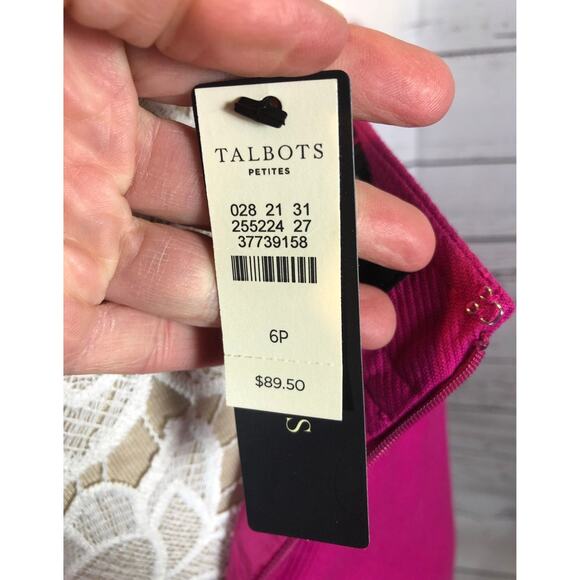 TALBOTS
PETITES
028 21 31
255224 27
37739158
6P
$89.50
S